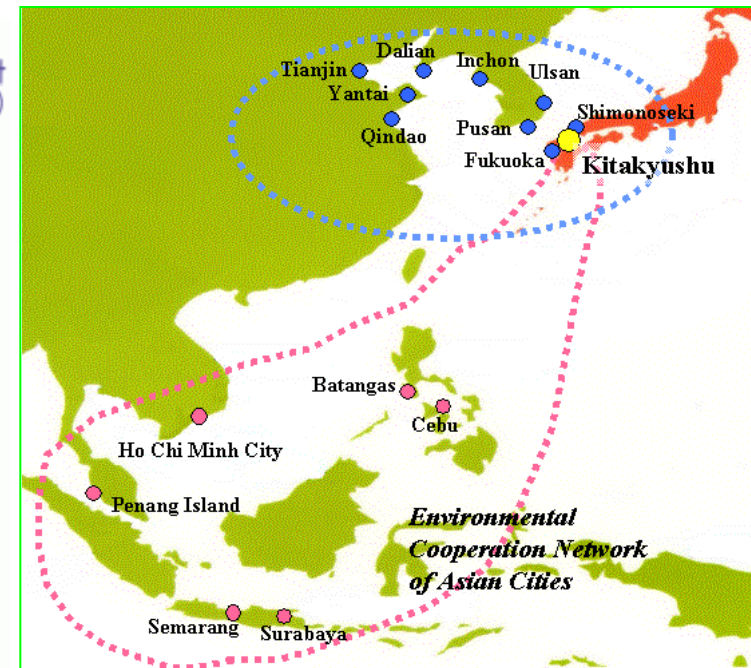 Dalian
Tianjin
Inchon
Ulsan
Yantai
Shimonoseki
Qindao
Pusan
Fukuoka
Kitakyushu
Batangas
Cebu
Ho Chi Minh City
Penang Island
Environmental
Cooperation Network
of Asian Cities
Semarang
Surabaya